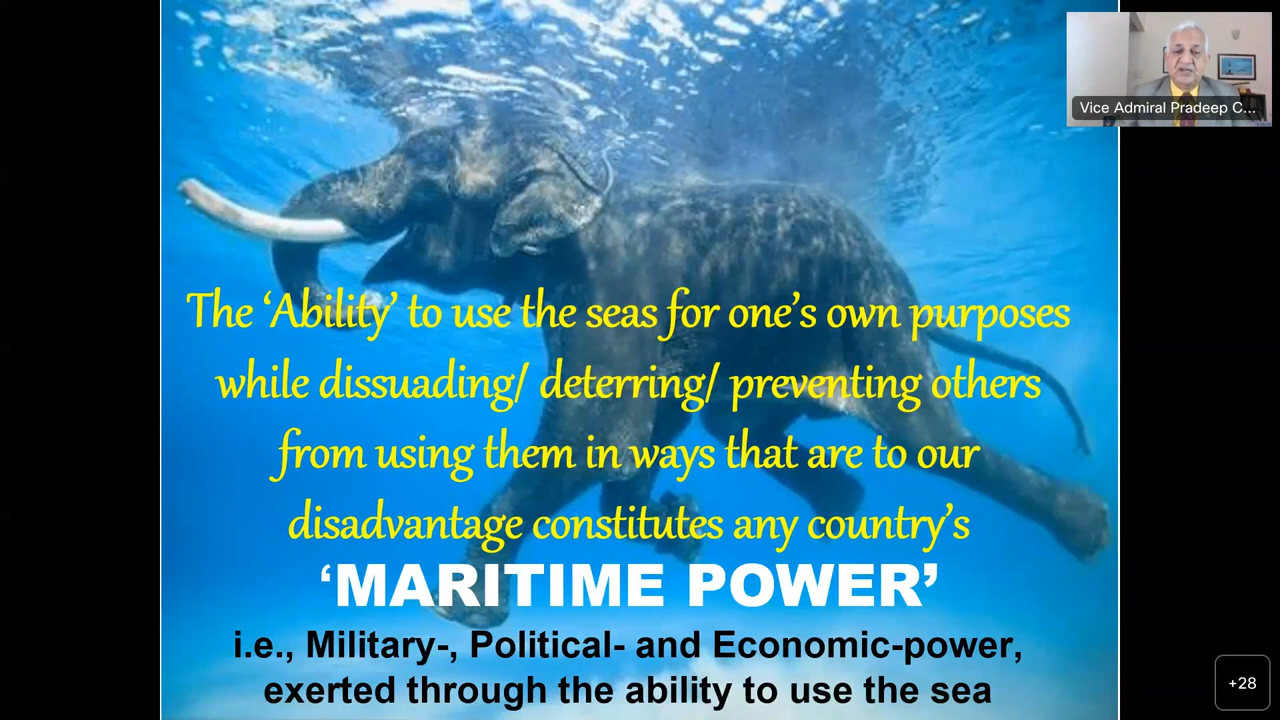 Vice Admiral Pradeep C...
The ‘Ability’ to use the seas for one’s own purposes
while dissuading/ deterring/ preventing others
from using them in ways that are to our
disadvantage constitutes any country’s
‘MARITIME POWER’
i.e., Military-, Political- and Economic-power,
exerted through the ability to use the sea
+28